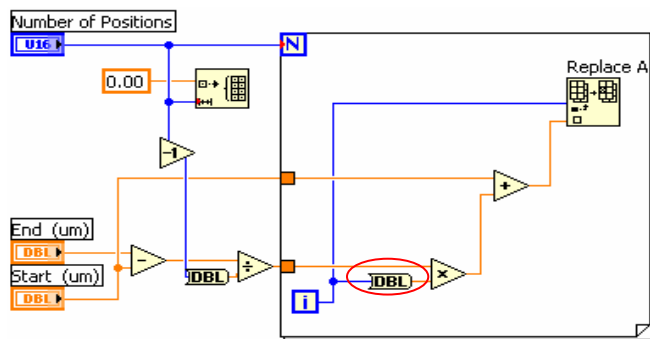 Number of Positions
U16
N
0.00
Replace A
-1
+
End (um)
DBL
-
÷
DBL
DBL
x
Start (um)
DBL
i